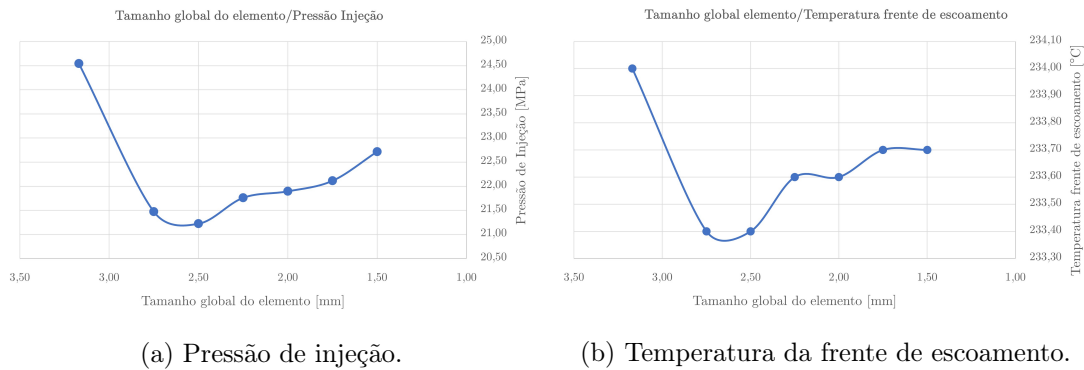 Tamanho global do elemento/Pressão Injeção
25,00
24,50
24,00
23,50
23,00
22,50
22,00
21,50
21,00
20,50
Pressão de Injeção [MPa]
3,50 3,00 2,50 2,00 1,50 1,00
Tamanho global do elemento [mm]
(a) Pressão de injeção.
Tamanho global elemento/Temperatura frente de escoamento
234,10
234,00
233,90
233,80
233,70
233,60
233,50
233,40
233,30
Temperatura frente de escoamento [°C]
3,50 3,00 2,50 2,00 1,50 1,00
Tamanho global do elemento [mm]
(b) Temperatura da frente de escoamento.